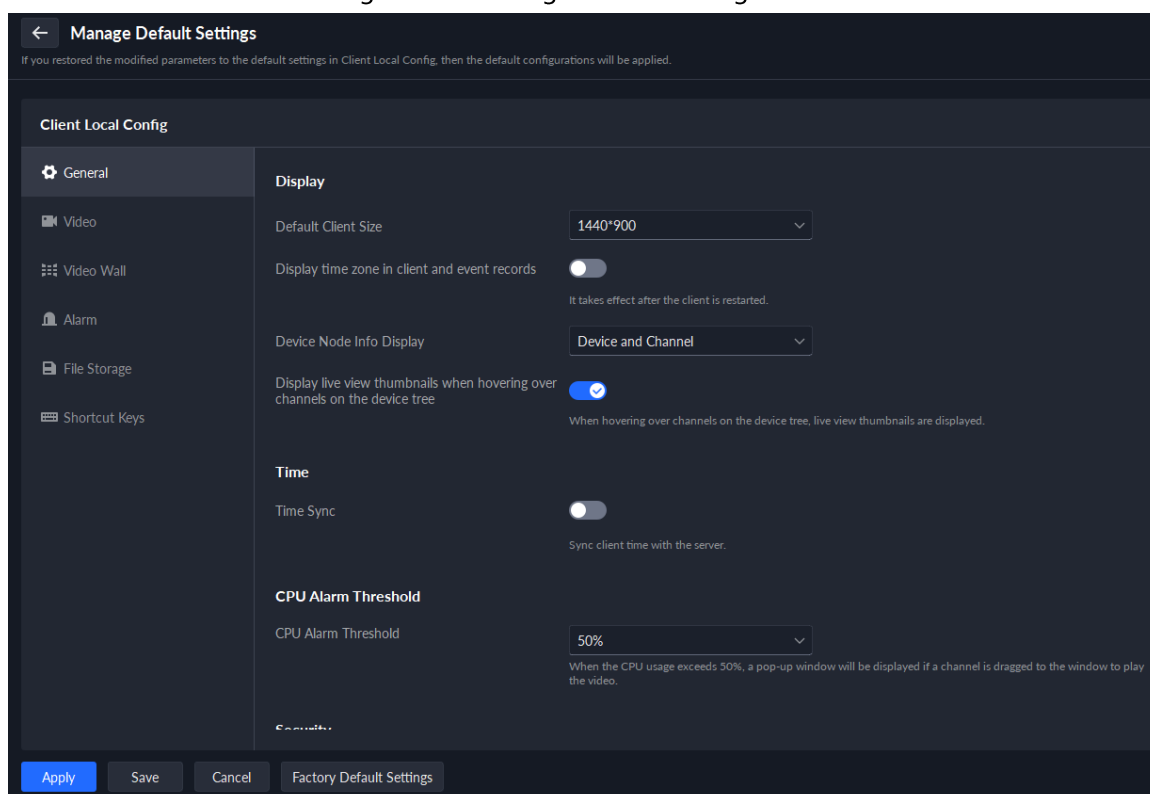 Manage Default Settings
If you restored the modified parameters to the default settings in Client Local Config, then the default configurations will be applied.
Client Local Config
General
Video
Video Wall
Alarm
File Storage
Shortcut Keys
Display
Default Client Size
1440*900
Display time zone in client and event records
It takes effect after the client is restarted.
Device Node Info Display
Device and Channel
Display live view thumbnails when hovering over
channels on the device tree
When hovering over channels on the device tree, live view thumbnails are displayed.
Time
Time Sync
Sync client time with the server.
CPU Alarm Threshold
CPU Alarm Threshold
50%
When the CPU usage exceeds 50%, a pop-up window will be displayed if a channel is dragged to the window to play
the video.
Security
Apply
Save
Cancel
Factory Default Settings